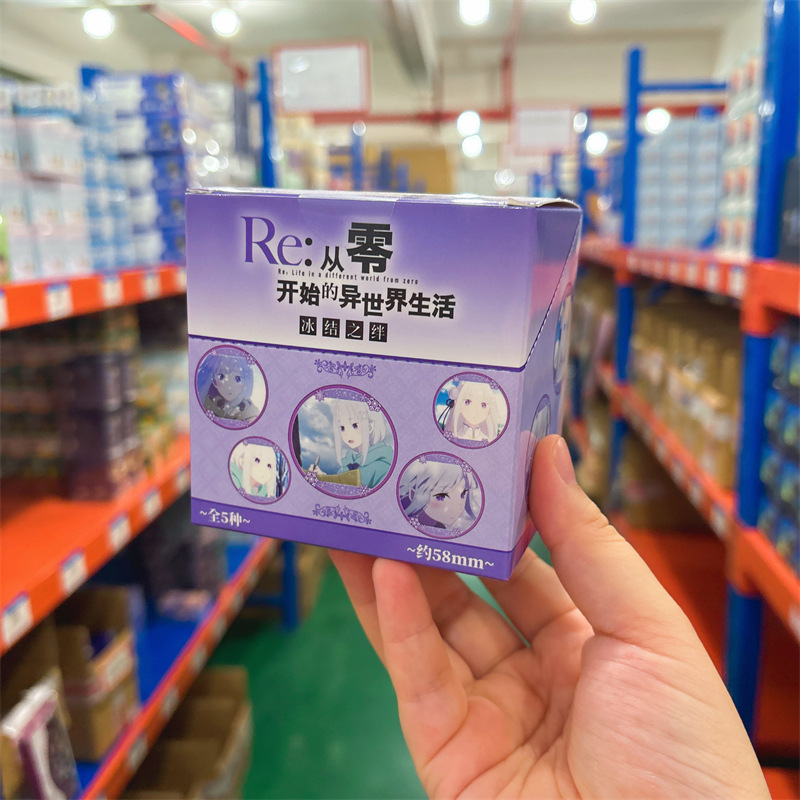 Re:从零
Re: Life in a different world from zero
开始的异世界生活
冰结之绊
~全5种~
~约58mm~